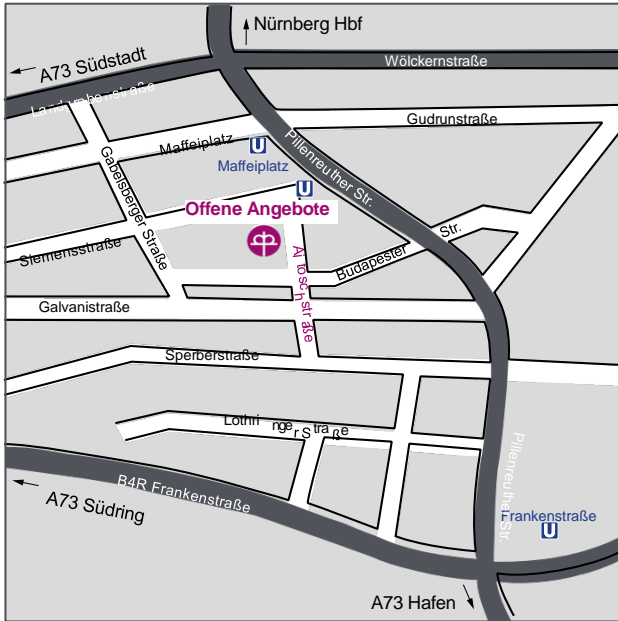 Nürnberg Hbf
A73 Südstadt
Wölckernstraße
Landgrabenstraße
Gudrunstraße
Maffeiplatz
Pillenreuther Str.
U
Maffeiplatz
Gabelsberger Straße
U
Offene Angebote
Siemensstraße
Budapester Str.
Galvanistraße
Sperberstraße
Lothringer Straße
Pillenreuther Str.
B4R Frankenstraße
A73 Südring
Frankenstraße
U
A73 Hafen